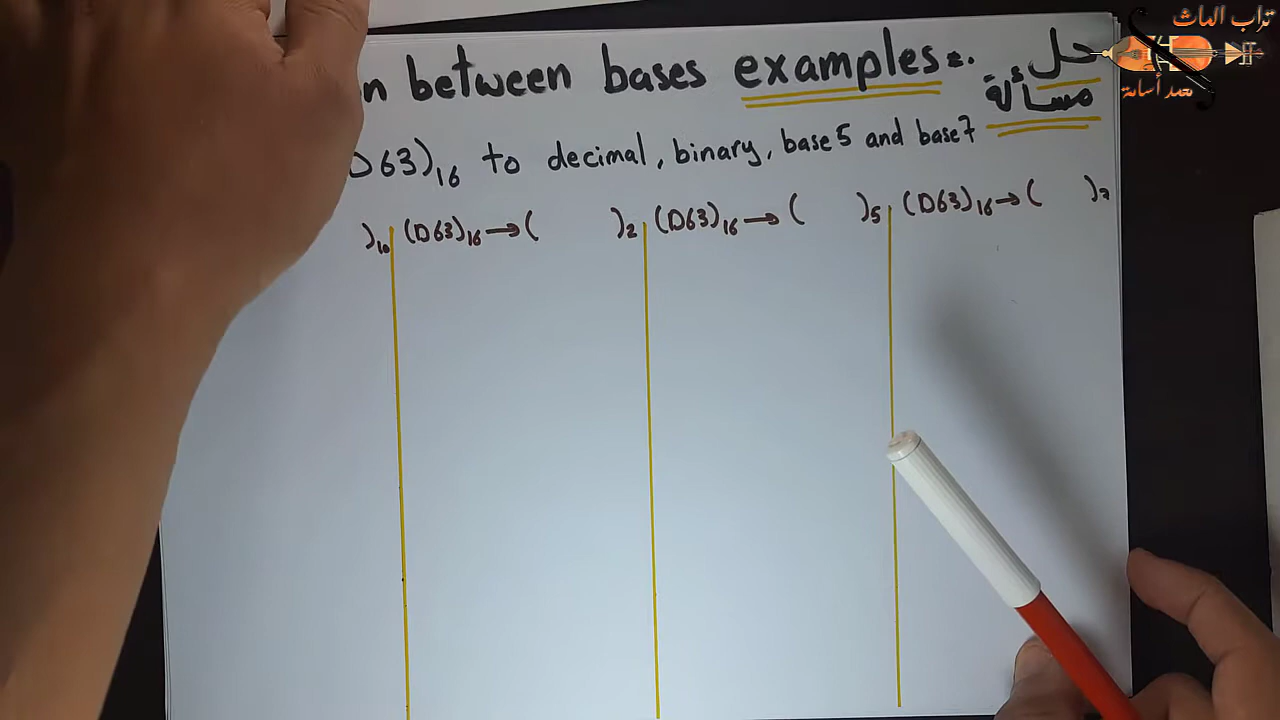 n between bases examples:.
حل
مسألة
D63)16 to decimal, binary, base 5 and base 7
)10 (D63)16 → ( )2 (D63)16 → ( )5 (D63)16 → ( )7
تراب الماث
محمد أسامة